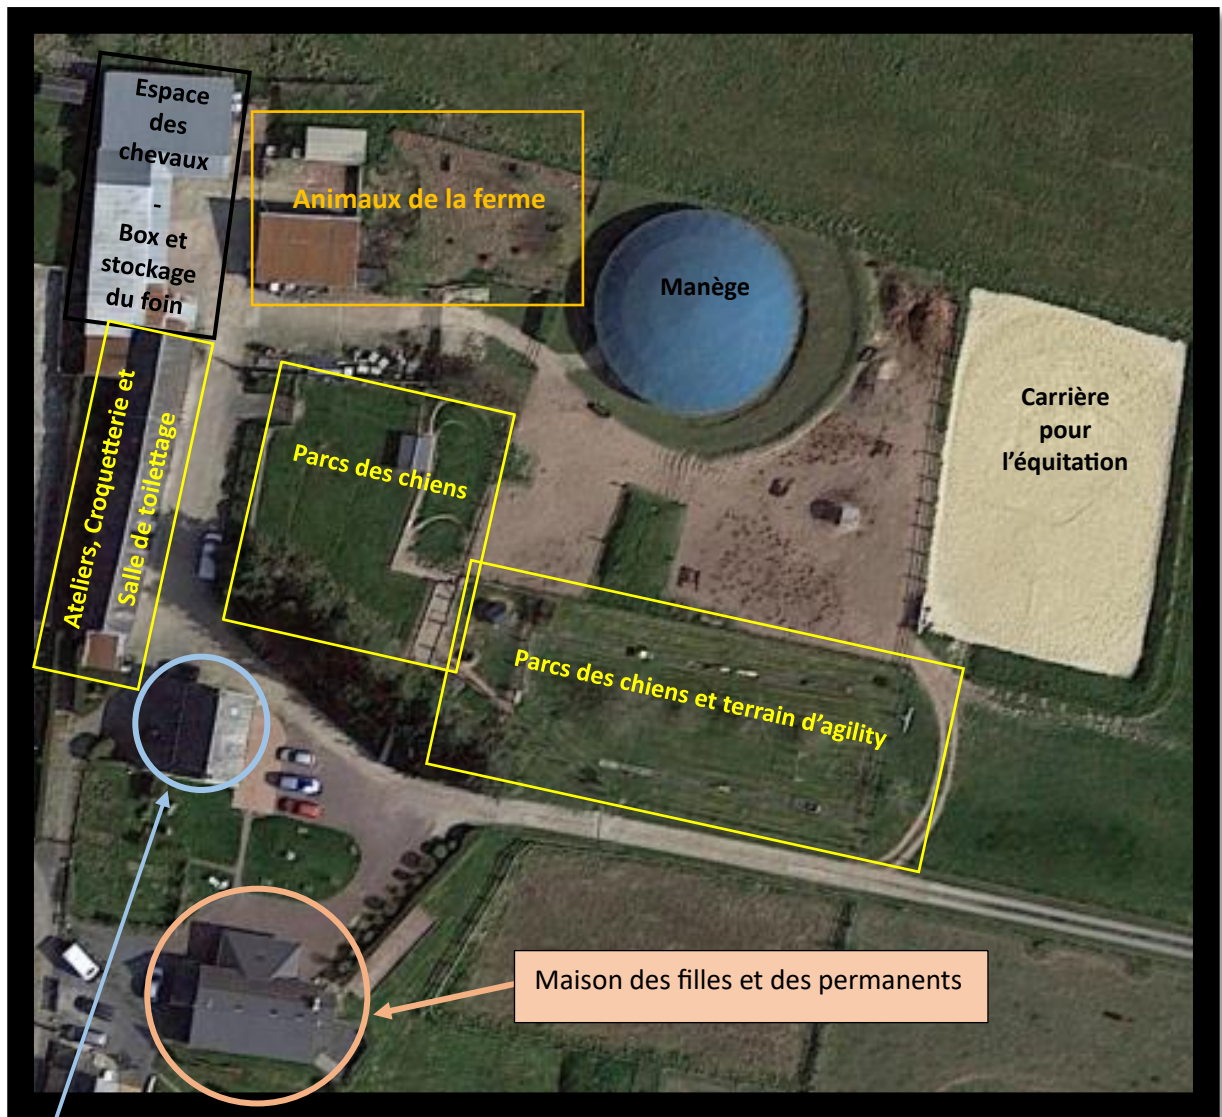 Espace
des
chevaux
-
Box et
stockage
du foin
Animaux de la ferme
Manège
Carrière
pour
l’équitation
Parcs des chiens
Ateliers, Croquetterie et
Salle de toilettage
Parcs des chiens et terrain d’agility
Maison des filles et des permanents